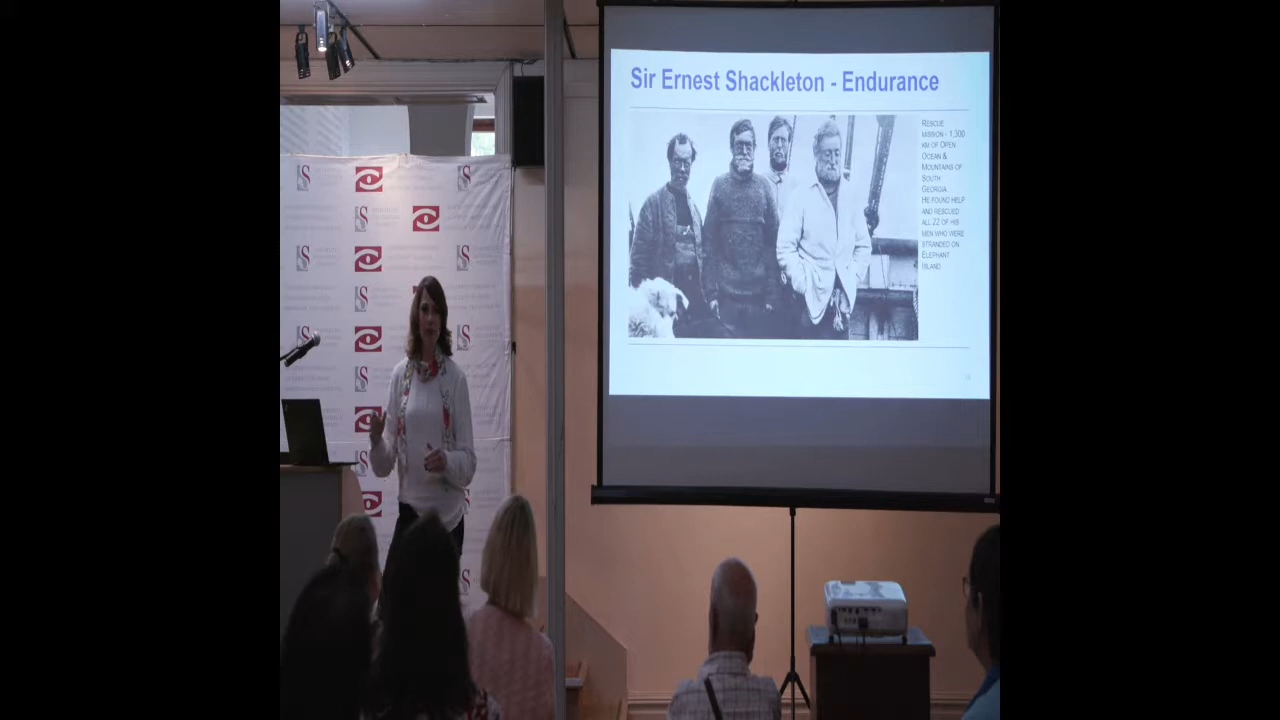 Sir Ernest Shackleton - Endurance
RESCUE
MISSION - 1,300
KM OF OPEN
OCEAN &
MOUNTAINS OF
SOUTH
GEORGIA.
HE FOUND HELP
AND RESCUED
ALL 22 OF HIS
MEN WHO WERE
STRANDED ON
ELEPHANT
ISLAND.